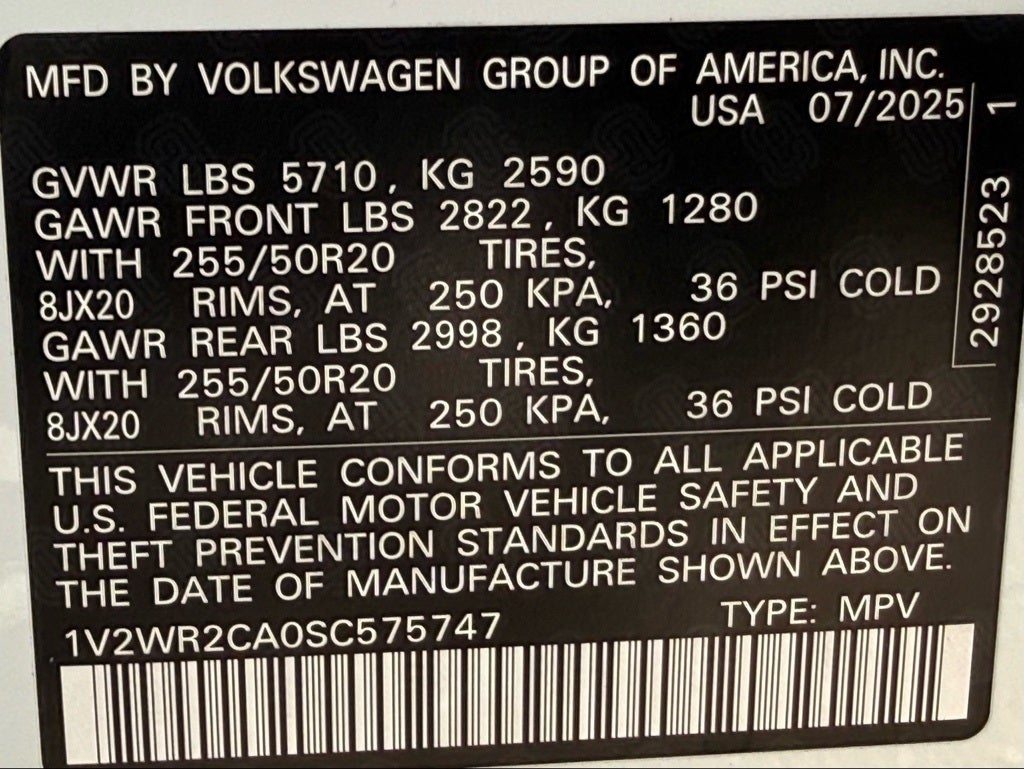 MFD BY VOLKSWAGEN GROUP OF AMERICA, INC.
USA 07/2025
GVWR LBS 5710, KG 2590
GAWR FRONT LBS 2822, KG 1280
WITH 255/50R20 TIRES,
8JX20 RIMS, AT 250 KPA, 36 PSI COLD
GAWR REAR LBS 2998, KG 1360
WITH 255/50R20 TIRES,
8JX20 RIMS, AT 250 KPA, 36 PSI COLD
THIS VEHICLE CONFORMS TO ALL APPLICABLE
U.S. FEDERAL MOTOR VEHICLE SAFETY AND
THEFT PREVENTION STANDARDS IN EFFECT ON
THE DATE OF MANUFACTURE SHOWN ABOVE.
1V2WR2CA0SC575747 TYPE: MPV
29285231